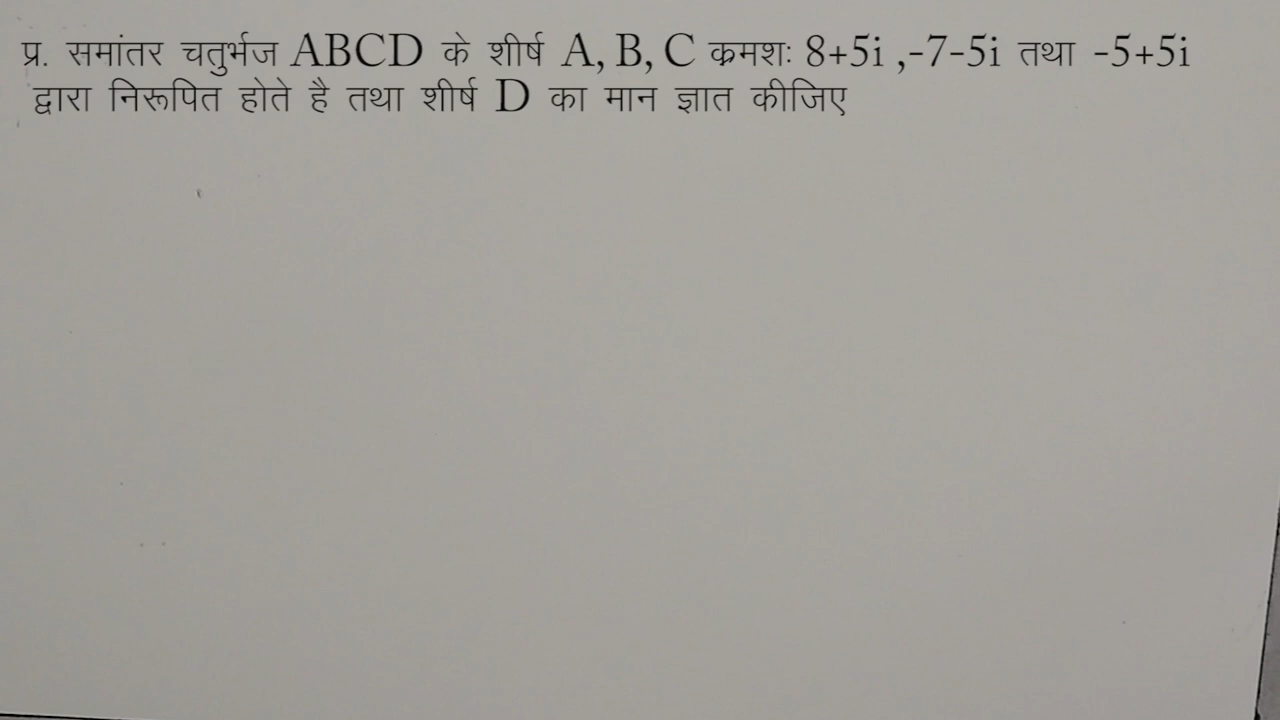 प्र. समांतर चतुर्भज ABCD के शीर्ष A, B, C क्रमशः 8+5i ,-7-5i तथा -5+5i
द्वारा निरूपित होते है तथा शीर्ष D का मान ज्ञात कीजिए